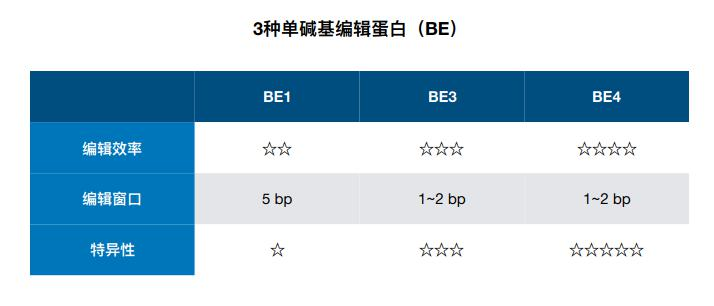 3种单碱基编辑蛋白（BE）
BE1 BE3 BE4
编辑效率 ☆☆ ☆☆☆ ☆☆☆☆
编辑窗口 5 bp 1~2 bp 1~2 bp
特异性 ☆ ☆☆☆ ☆☆☆☆☆